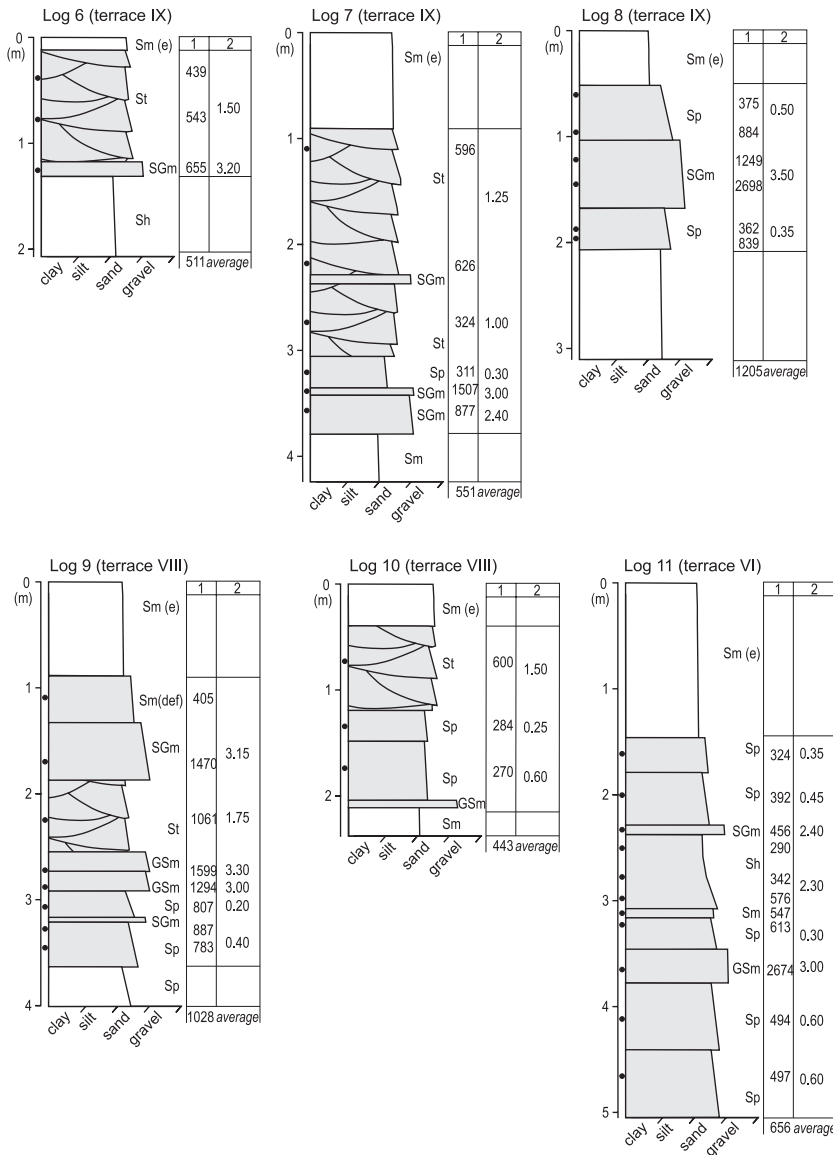 Log 6 (terrace IX)
0
(m)
1
2
Sm (e)
St
SGm
Sh
1 2
439
543 1.50
655 3.20
511 average
clay silt sand gravel
Log 7 (terrace IX)
0
(m)
1
2
3
4
Sm (e)
St
SGm
St
Sp
SGm
SGm
Sm
1 2
596
1.25
626
324 1.00
311 0.30
1507 3.00
877 2.40
551 average
clay silt sand gravel
Log 8 (terrace IX)
0
(m)
1
2
3
Sm (e)
Sp
SGm
Sp
1 2
375 0.50
884
1249
2698 3.50
362 0.35
839
1205 average
clay silt sand gravel
Log 9 (terrace VIII)
0
(m)
1
2
3
4
Sm (e)
Sm(def)
SGm
St
GSm
GSm
Sp
SGm
Sp
Sp
1 2
405
3.15
1470
1061 1.75
1599 3.30
1294 3.00
807 0.20
887
783 0.40
1028 average
clay silt sand gravel
Log 10 (terrace VIII)
0
(m)
1
2
Sm (e)
St
Sp
Sp
GSm
Sm
1 2
600 1.50
284 0.25
270 0.60
443 average
clay silt sand gravel
Log 11 (terrace VI)
0
(m)
1
2
3
4
5
Sm (e)
Sp
Sp
SGm
Sh
Sm
Sp
GSm
Sp
Sp
1 2
324 0.35
392 0.45
456 2.40
290
342 2.30
576
547
613 0.30
2674 3.00
494 0.60
497 0.60
656 average
clay silt sand gravel